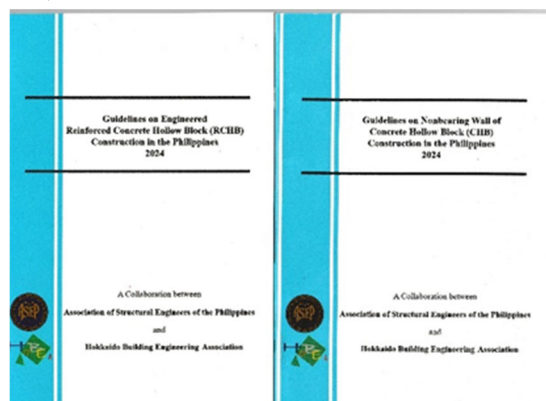 Guidelines on Engineered
Reinforced Concrete Hollow Block (RCHB)
Construction in the Philippines
2024
A Collaboration between
Association of Structural Engineers of the Philippines
and
Hokkaido Building Engineering Association
ASEP
Guidelines on Nonbearing Wall of
Concrete Hollow Block (CHB)
Construction in the Philippines
2024
A Collaboration between
Association of Structural Engineers of the Philippines
and
Hokkaido Building Engineering Association
ASEP